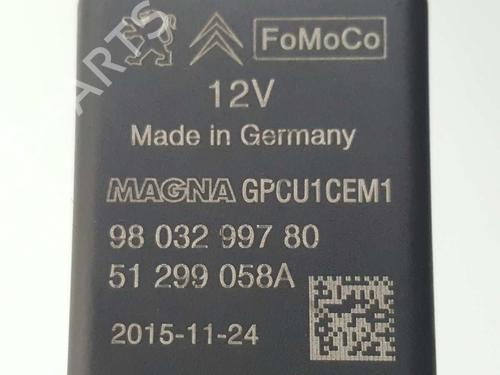 FoMoCo
12V
Made in Germany
MAGNA GPCU1CEM1
98 032 997 80
51 299 058A
2015-11-24